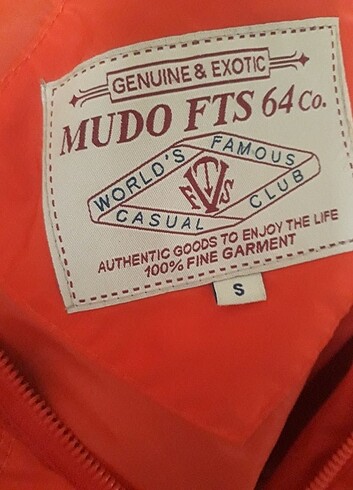 GENUINE & EXOTIC
MUDO FTS 64 Co.
WORLD'S FAMOUS
FTS
CASUAL CLUB
AUTHENTIC GOODS TO ENJOY THE LIFE
100% FINE GARMENT
S